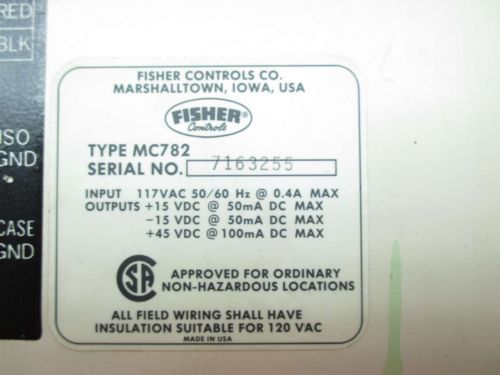 RED
BLK
ISO
GND
CASE
GND
FISHER CONTROLS CO.
MARSHALLTOWN, IOWA, USA
FISHER®
Controls
TYPE MC782
SERIAL NO. 7163255
INPUT 117VAC 50/60 Hz @ 0.4A MAX
OUTPUTS +15 VDC @ 50mA DC MAX
-15 VDC @ 50mA DC MAX
+45 VDC @ 100mA DC MAX
SA
APPROVED FOR ORDINARY
NON-HAZARDOUS LOCATIONS
ALL FIELD WIRING SHALL HAVE
INSULATION SUITABLE FOR 120 VAC
MADE IN USA